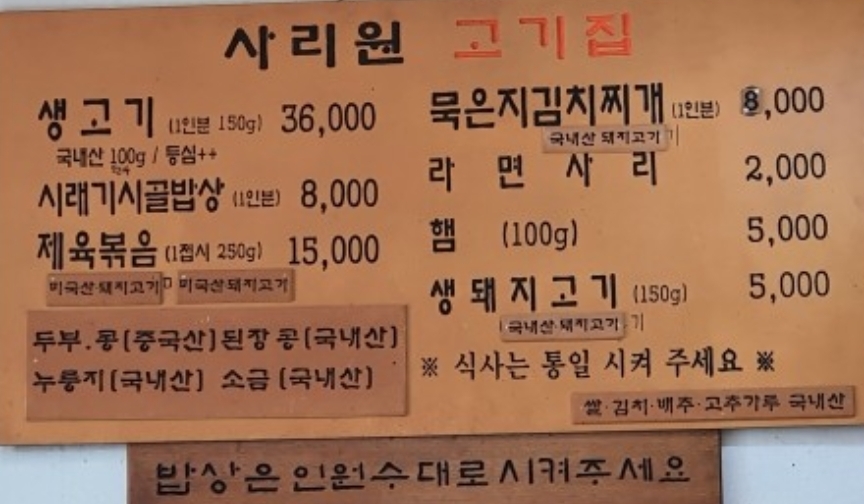 사리원 고기집
생고기 (1인분 150g) 36,000
국내산 100g / 등심++
시래기시골밥상 (1인분) 8,000
제육볶음 (1접시 250g) 15,000
미국산돼지고기 미국산돼지고기
두부.콩(중국산)된장 콩(국내산)
누룽지(국내산) 소금(국내산)
묵은지김치찌개 (1인분) 8,000
국내산 돼지고기
라면사리 2,000
햄 (100g) 5,000
생돼지고기 (150g) 5,000
국내산 돼지고기
※ 식사는 통일 시켜 주세요 ※
쌀·김치·배추·고추가루 국내산
밥상은인원수대로시켜주세요